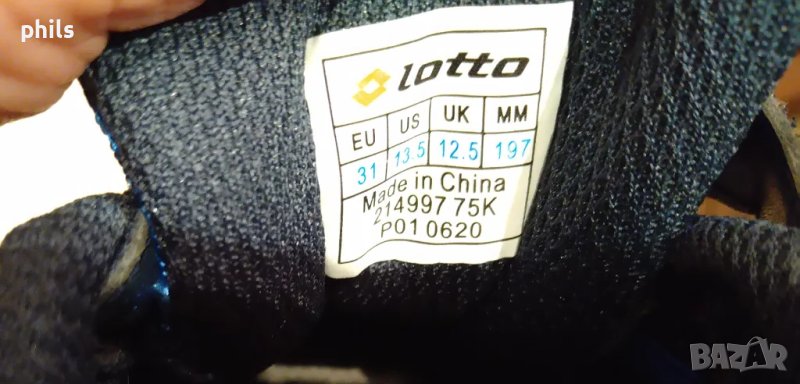 phils
lotto
EU US UK MM
31 13.5 12.5 197
Made in China
214997 75K
P01 0620
BAZAR